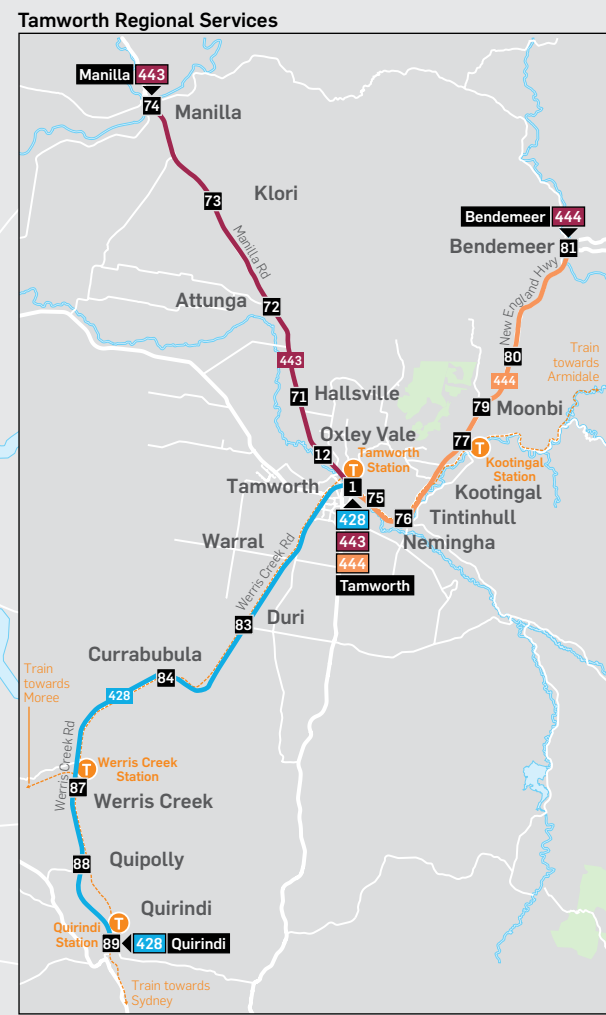 Tamworth Regional Services
Manilla 443
74
Manilla
73
Klori
Manilla Rd
Bendemeer 444
Bendemeer
81
New England Hwy
Attunga
72
443
80
Train
towards
Armidale
444
71
Hallsville
79
Moonbi
Oxley Vale
12
T
Tamworth
Station
77
T
Kootingal
Station
Kootingal
Tamworth
1
75
76
Tintinhull
428
443
444
Tamworth
Nemingha
Warral
Werris Creek Rd
83
Duri
Currabubula
84
Train
towards
Moree
428
Werris Creek Rd
T
Werris Creek
Station
87
Werris Creek
88
Quipolly
Quirindi
T
Quirindi
Station
89
428 Quirindi
Train towards
Sydney